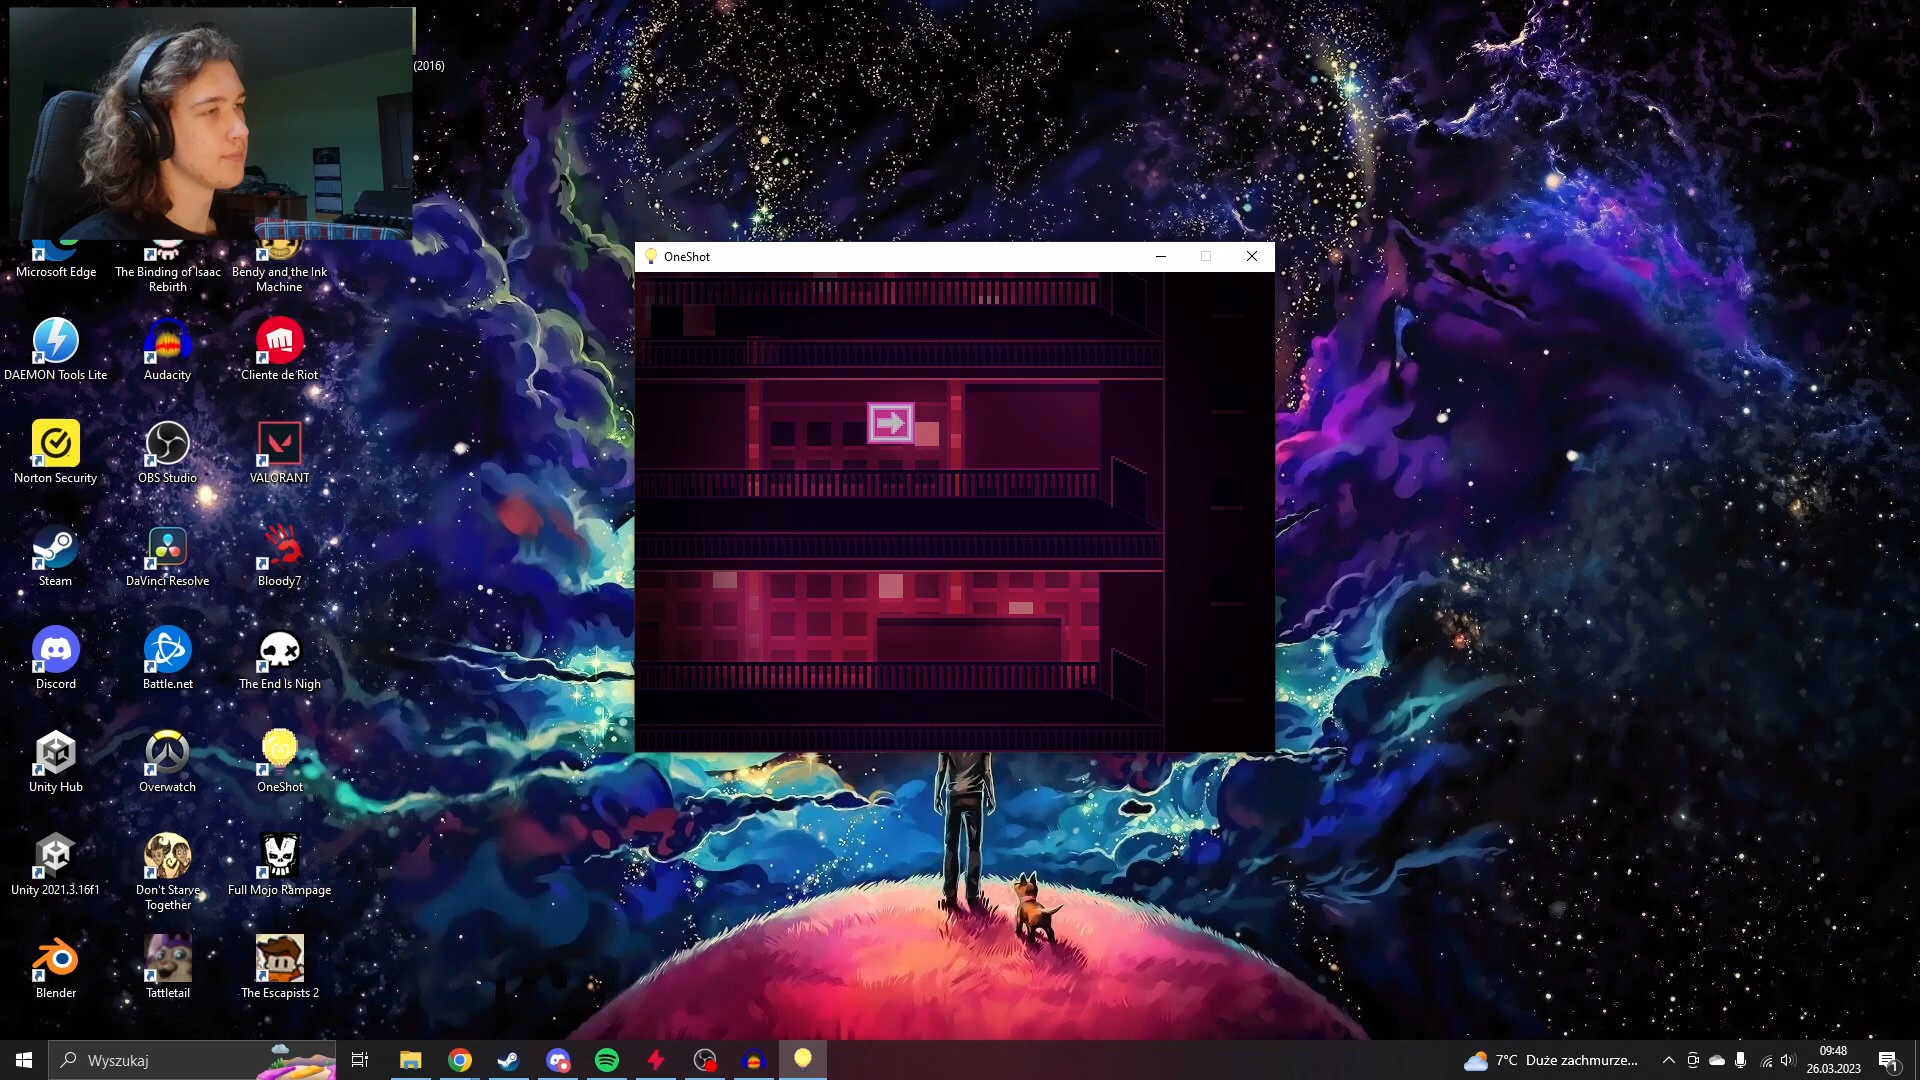 (2016)
OneShot
Microsoft Edge
The Binding of Isaac
Rebirth
Bendy and the Ink
Machine
DAEMON Tools Lite
Audacity
Cliente de Riot
Norton Security
OBS Studio
VALORANT
Steam
DaVinci Resolve
Bloody7
Discord
Battle.net
The End Is Nigh
Unity Hub
Overwatch
OneShot
Unity 2021.3.16f1
Don't Starve
Together
Full Mojo Rampage
Blender
Tattletail
The Escapists 2
Wyszukaj
7°C Duże zachmurze...
09:48
26.03.2023
1